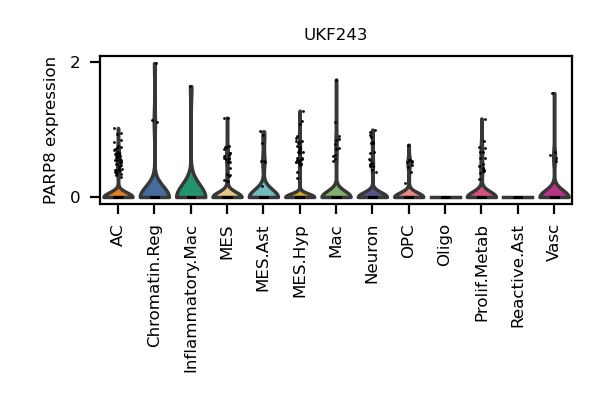 UKF243
PARP8 expression
2
0
AC
Chromatin.Reg
Inflammatory.Mac
MES
MES.Ast
MES.Hyp
Mac
Neuron
OPC
Oligo
Prolif.Metab
Reactive.Ast
Vasc